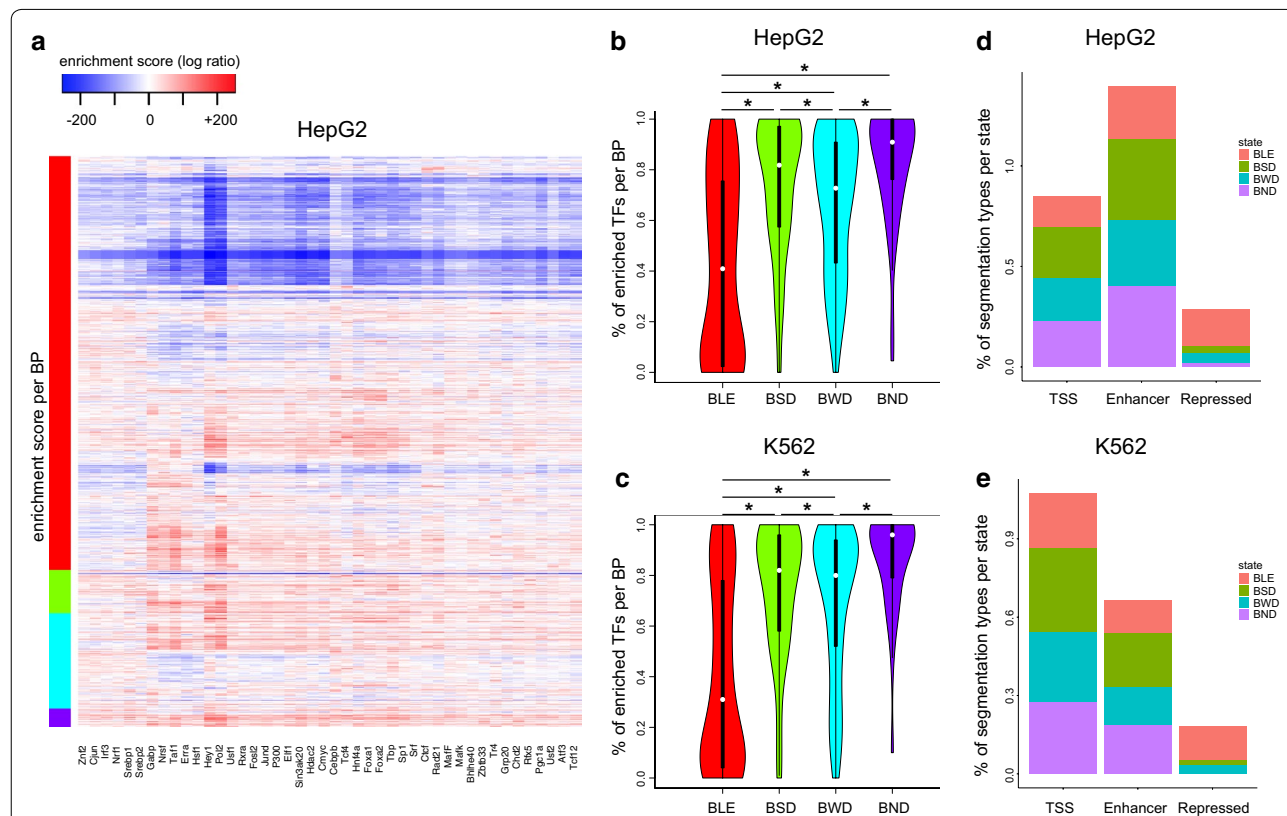 a
enrichment score (log ratio)
-200 0 +200
HepG2
enrichment score per BP
Znf2
Cjun
Irf3
Nrf1
Srebp1
Srebp2
Gabp
Nrsf
Taf1
Erra
Hsf1
Hey1
Pol2
Usf1
Rxra
Fosl2
Jund
P300
Elf1
Sin3ak20
Hdac2
Cmyc
Cebpb
Tcf4
Hnf4a
Foxa1
Foxa2
Tbp
Sp1
Srf
Ctcf
Rad21
MafF
Mafk
Bhlhe40
Zbtb33
Tr4
Grp20
Chd2
Rfx5
Pgc1a
Usf2
Atf3
Tcf12
b
HepG2
% of enriched TFs per BP
1.0
0.8
0.6
0.4
0.2
0.0
* * * * *
BLE BSD BWD BND
c
K562
% of enriched TFs per BP
1.0
0.8
0.6
0.4
0.2
0.0
* * * * *
BLE BSD BWD BND
d
HepG2
% of segmentation types per state
1.0
0.5
0.0
state
BLE
BSD
BWD
BND
TSS Enhancer Repressed
e
K562
% of segmentation types per state
0.9
0.6
0.3
0.0
state
BLE
BSD
BWD
BND
TSS Enhancer Repressed